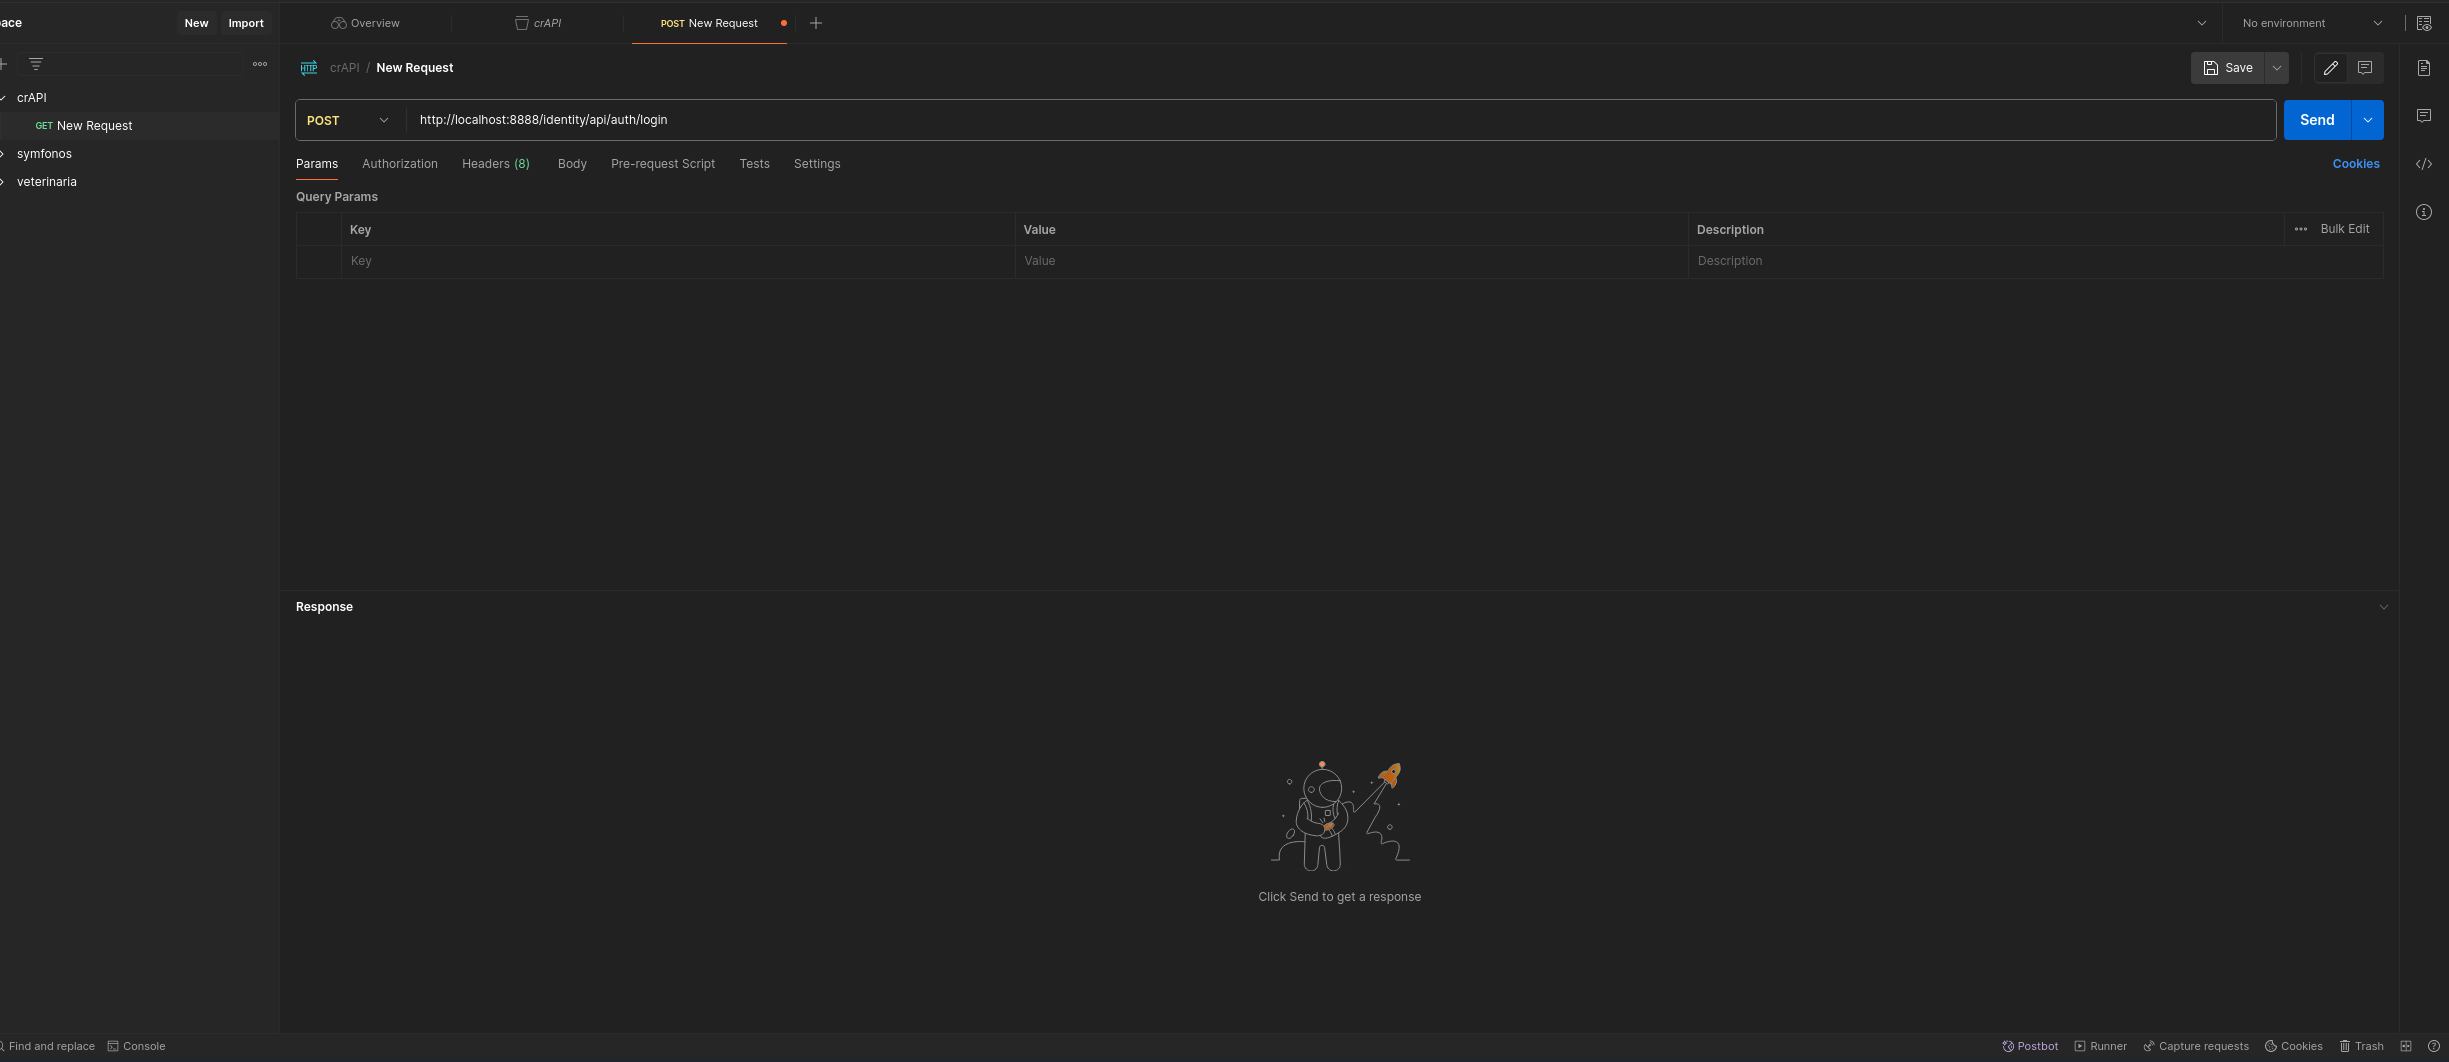 ace New Import
Overview crAPI POST New Request No environment
HTTP crAPI / New Request Save
crAPI
GET New Request
symfonos
veterinaria
POST http://localhost:8888/identity/api/auth/login Send
Params Authorization Headers (8) Body Pre-request Script Tests Settings Cookies
Query Params
Key Value Description Bulk Edit
Key Value Description
Response
Click Send to get a response
Find and replace Console Postbot Runner Capture requests Cookies Trash